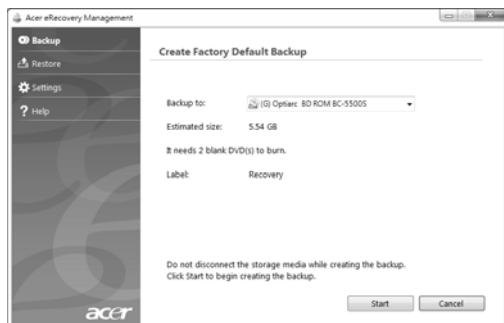 Acer eRecovery Management
Backup
Restore
Settings
Help
Create Factory Default Backup
Backup to: (G) Optiarc BD ROM BC-5500S
Estimated size: 5.54 GB
It needs 2 blank DVD(s) to burn.
Label: Recovery
Do not disconnect the storage media while creating the backup.
Click Start to begin creating the backup.
Start Cancel
acer